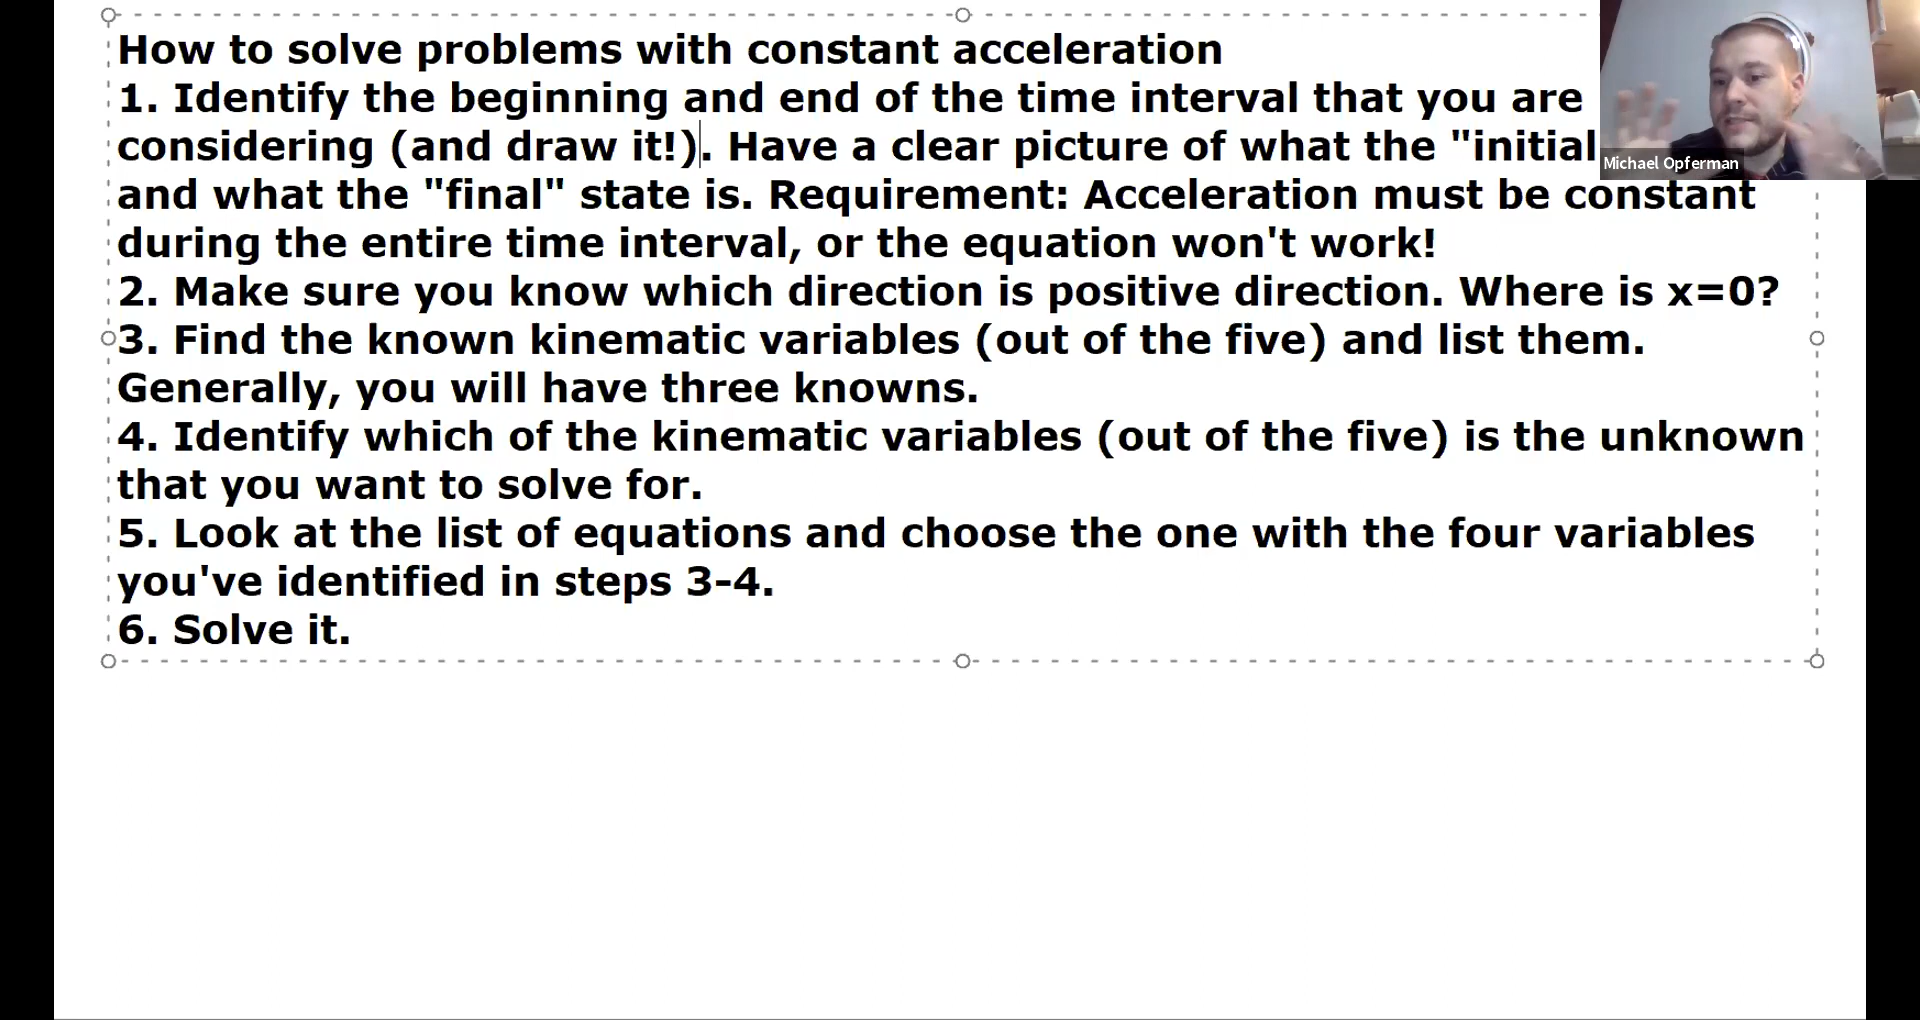 How to solve problems with constant acceleration
1. Identify the beginning and end of the time interval that you are
considering (and draw it!). Have a clear picture of what the "initial
and what the "final" state is. Requirement: Acceleration must be constant
during the entire time interval, or the equation won't work!
2. Make sure you know which direction is positive direction. Where is x=0?
3. Find the known kinematic variables (out of the five) and list them.
Generally, you will have three knowns.
4. Identify which of the kinematic variables (out of the five) is the unknown
that you want to solve for.
5. Look at the list of equations and choose the one with the four variables
you've identified in steps 3-4.
6. Solve it.
Michael Opferman